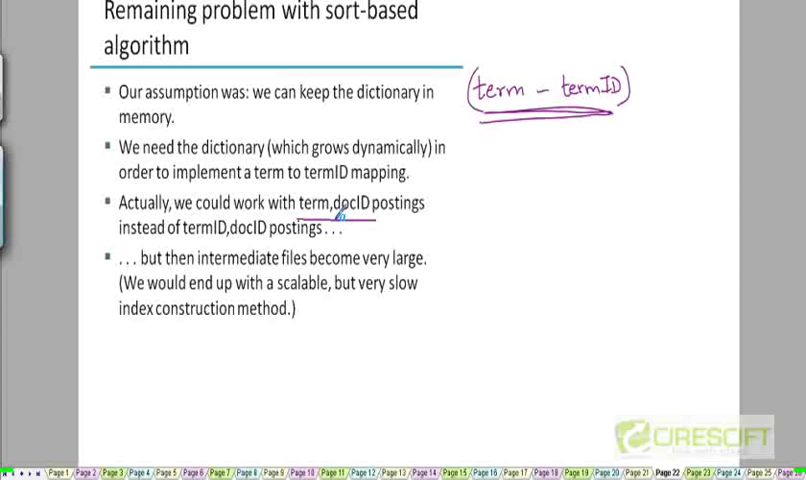 Remaining problem with sort-based
algorithm
(term - termID)
▪ Our assumption was: we can keep the dictionary in
memory.
▪ We need the dictionary (which grows dynamically) in
order to implement a term to termID mapping.
▪ Actually, we could work with term,docID postings
instead of termID,docID postings . . .
▪ . . . but then intermediate files become very large.
(We would end up with a scalable, but very slow
index construction method.)
Page 1 Page 2 Page 3 Page 4 Page 5 Page 6 Page 7 Page 8 Page 9 Page 10 Page 11 Page 12 Page 13 Page 14 Page 15 Page 16 Page 17 Page 18 Page 19 Page 20 Page 21 Page 22 Page 23 Page 24 Page 25